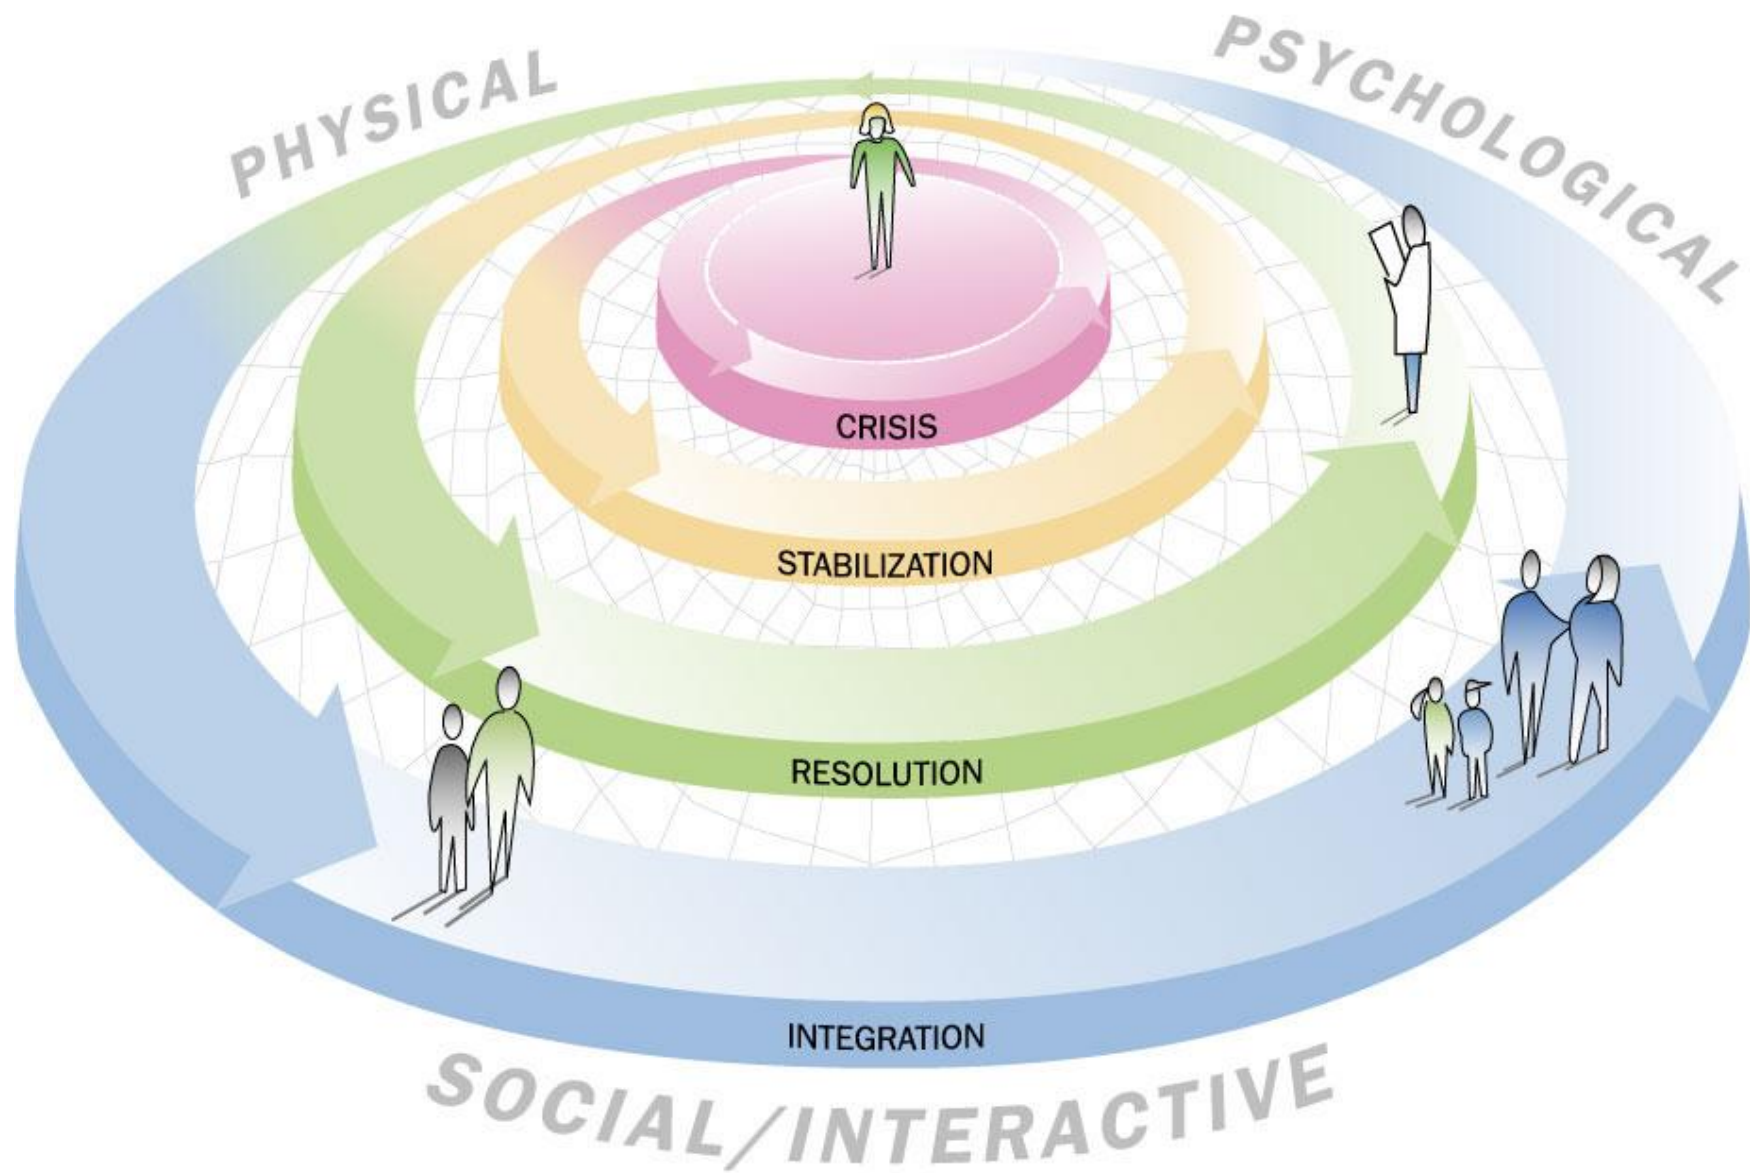 PHYSICAL
PSYCHOLOGICAL
CRISIS
STABILIZATION
RESOLUTION
INTEGRATION
SOCIAL/INTERACTIVE